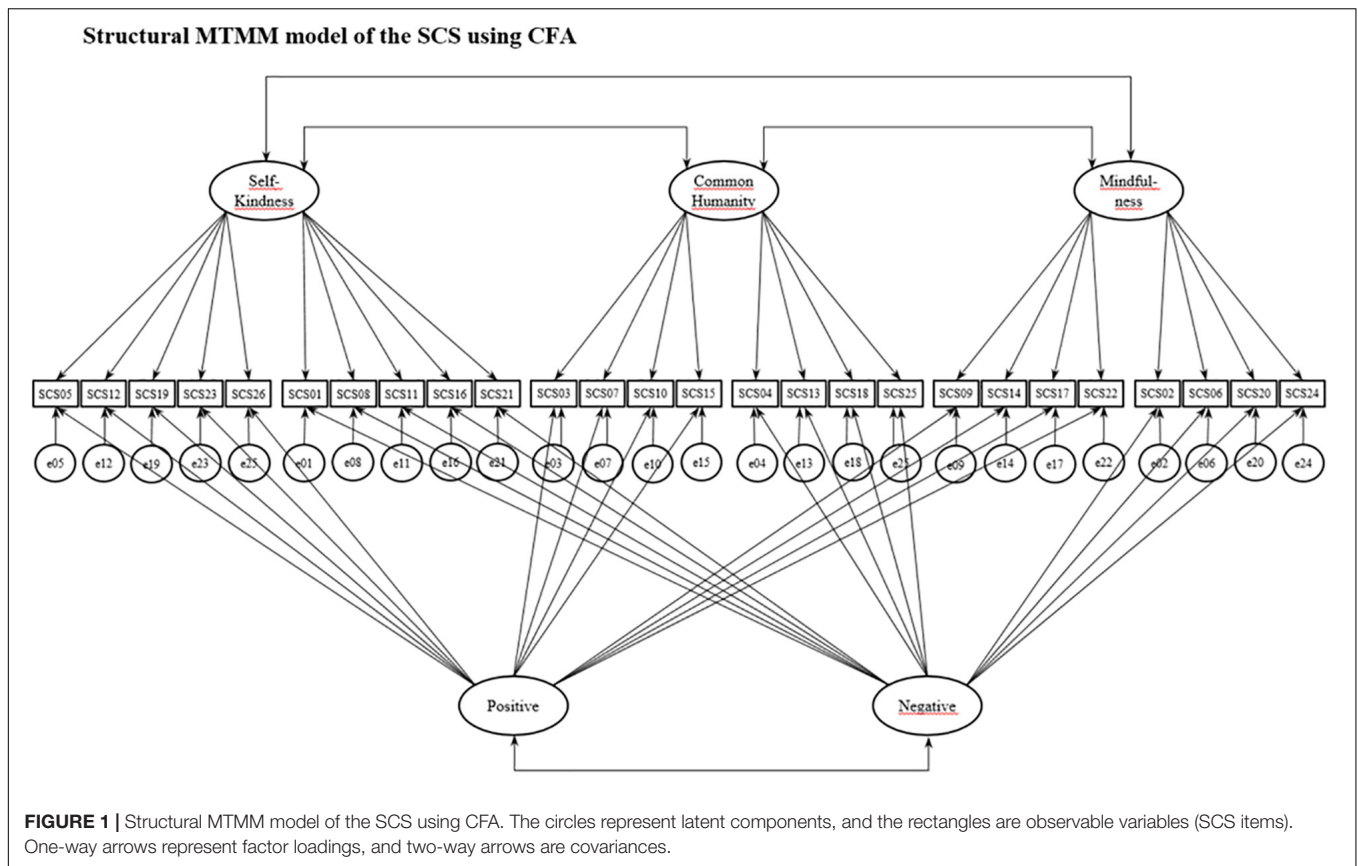 Structural MTMM model of the SCS using CFA
Self-
Kindness
Common
Humanity
Mindful-
ness
SCS05 SCS12 SCS19 SCS23 SCS26 SCS01 SCS08 SCS11 SCS16 SCS21 SCS03 SCS07 SCS10 SCS15 SCS04 SCS13 SCS18 SCS25 SCS09 SCS14 SCS17 SCS22 SCS02 SCS06 SCS20 SCS24
e05 e12 e19 e23 e25 e01 e08 e11 e16 e21 e03 e07 e10 e15 e04 e13 e18 e25 e09 e14 e17 e22 e02 e06 e20 e24
Positive Negative
FIGURE 1 | Structural MTMM model of the SCS using CFA. The circles represent latent components, and the rectangles are observable variables (SCS items).
One-way arrows represent factor loadings, and two-way arrows are covariances.